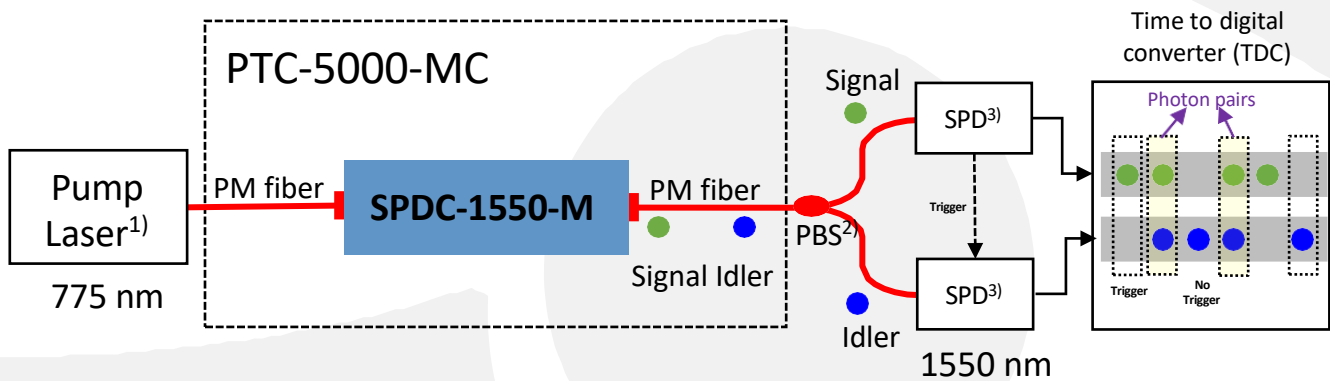 Time to digital
converter (TDC)
PTC-5000-MC
Signal
Photon pairs
SPD3)
Pump
Laser1)
PM fiber
SPDC-1550-M
PM fiber
Trigger
PBS2)
Signal Idler
SPD3)
775 nm
Trigger
No
Trigger
Idler
1550 nm